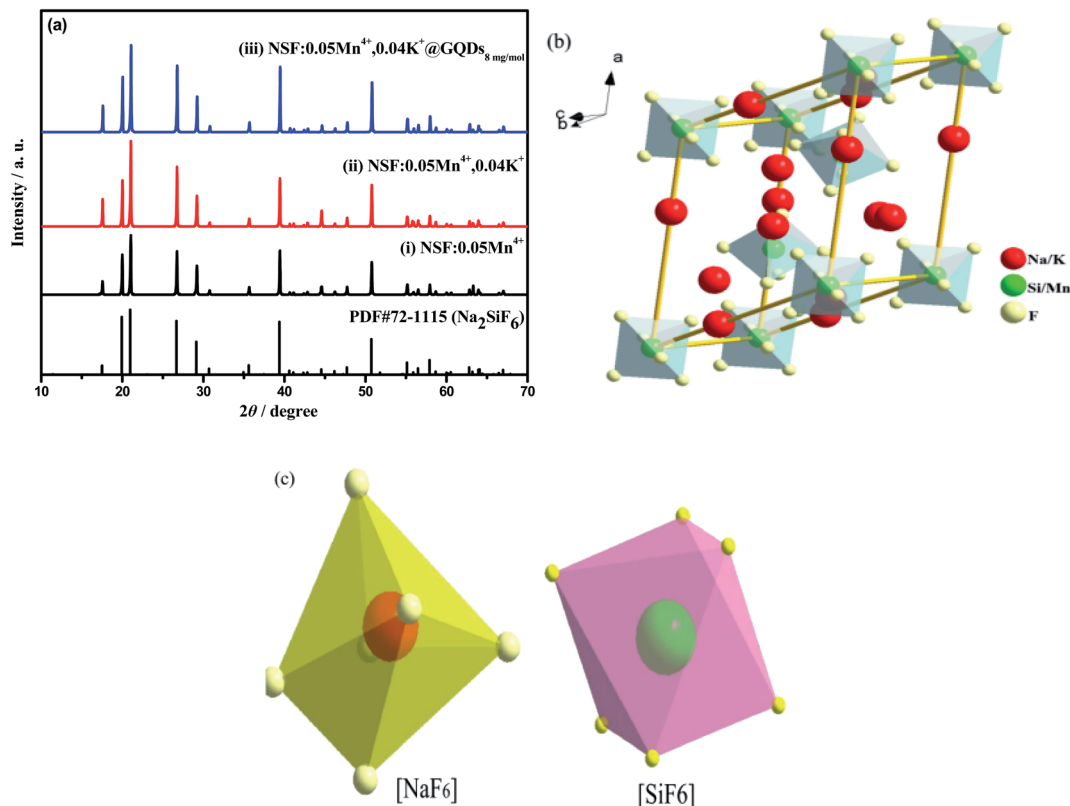 (a)
(iii) NSF:0.05Mn⁴⁺,0.04K⁺@GQDs₈ mg/mol
(ii) NSF:0.05Mn⁴⁺,0.04K⁺
(i) NSF:0.05Mn⁴⁺
PDF#72-1115 (Na₂SiF₆)
Intensity / a. u.
10 20 30 40 50 60 70
2θ / degree
(b)
a
c
b
Na/K
Si/Mn
F
(c)
[NaF₆]
[SiF6]